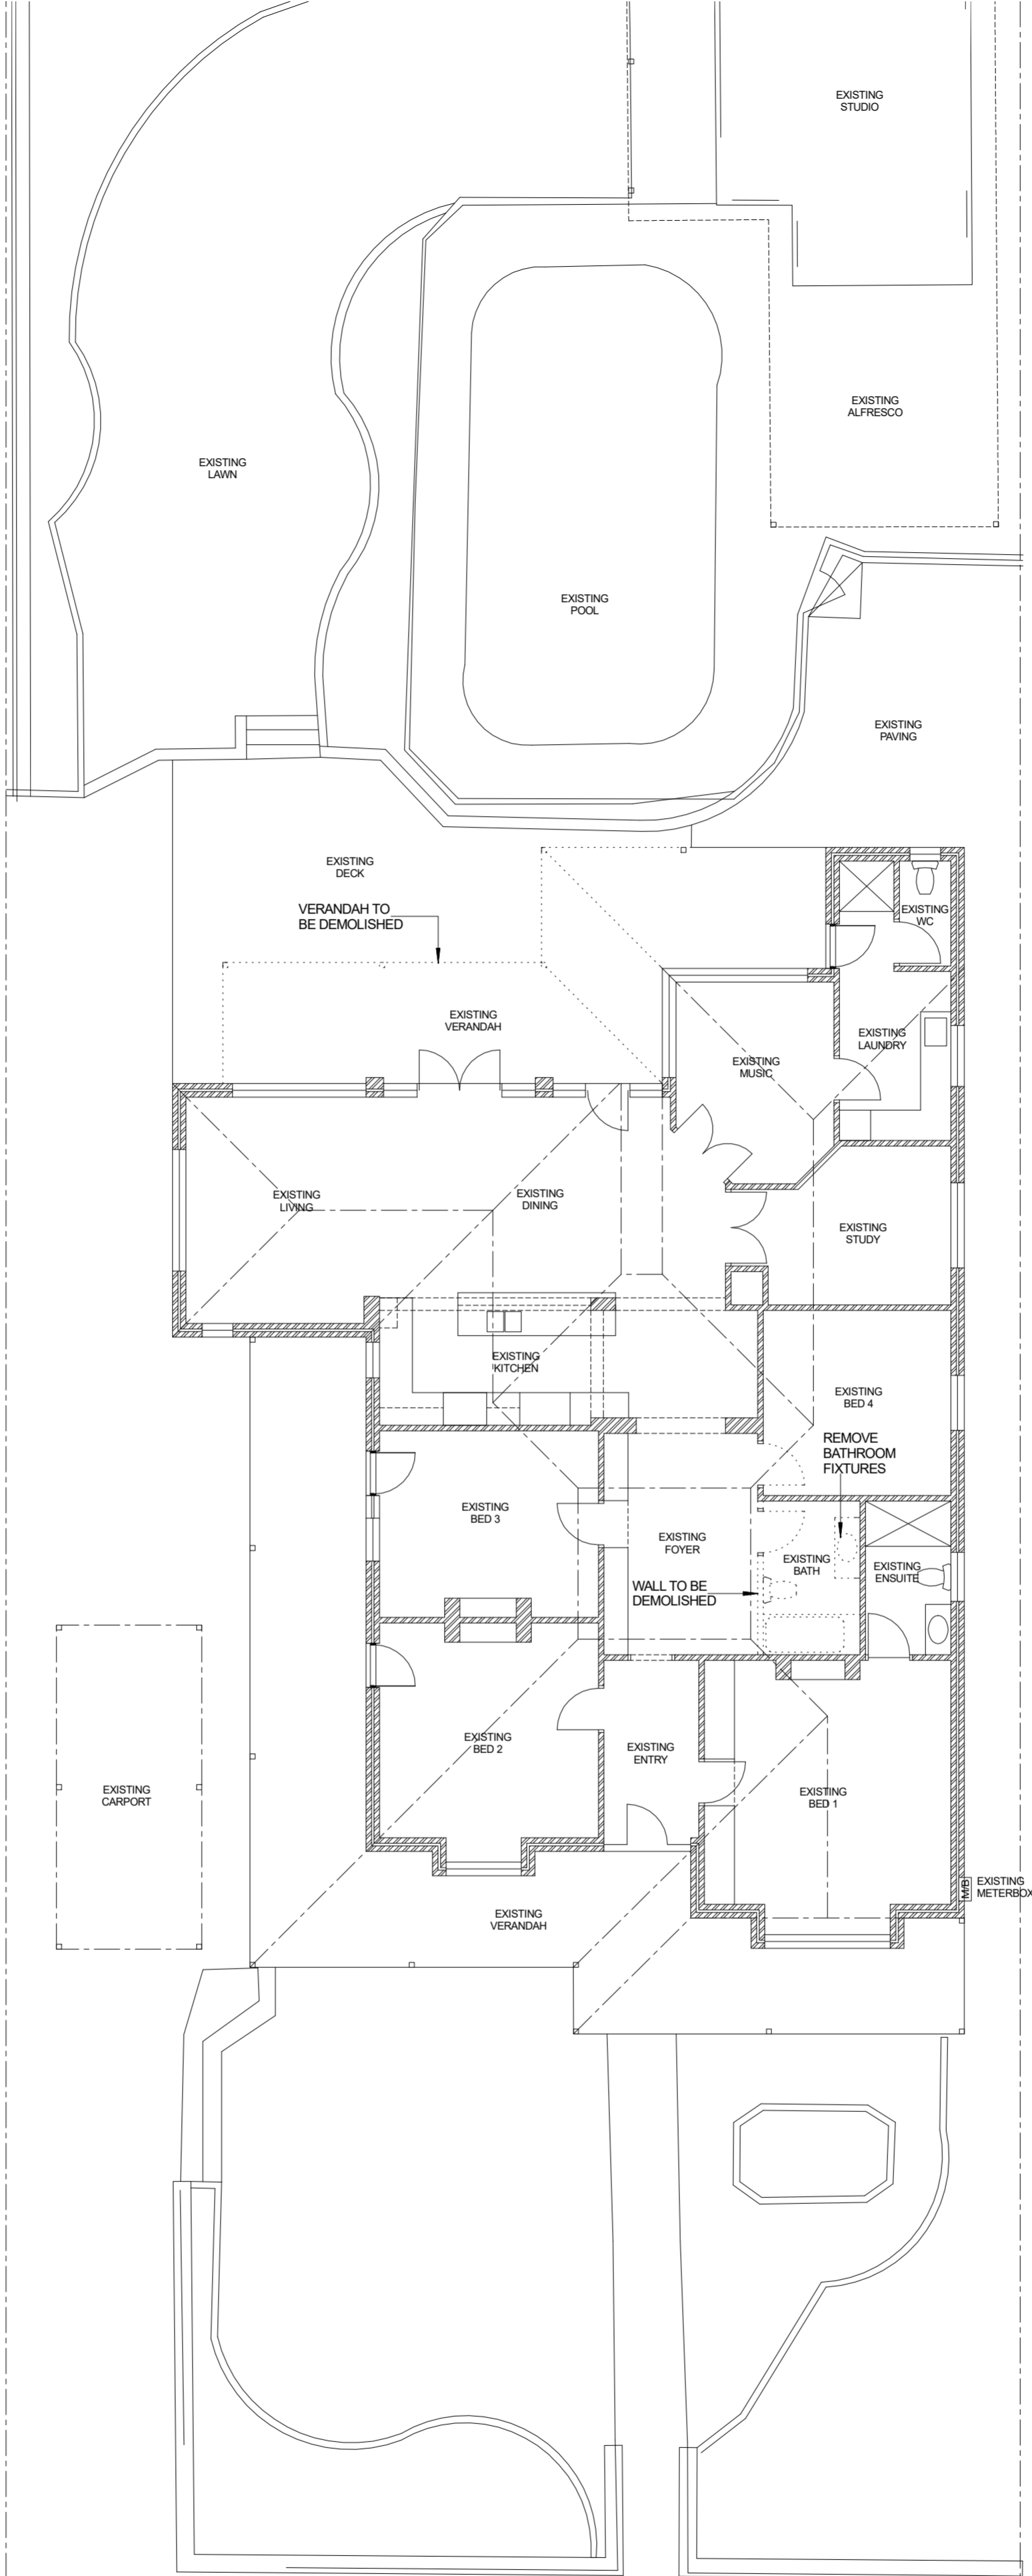 EXISTING
STUDIO
EXISTING
ALFRESCO
EXISTING
LAWN
EXISTING
POOL
EXISTING
PAVING
EXISTING
DECK
VERANDAH TO
BE DEMOLISHED
EXISTING
WC
EXISTING
VERANDAH
EXISTING
LAUNDRY
EXISTING
MUSIC
EXISTING
LIVING
EXISTING
DINING
EXISTING
STUDY
EXISTING
KITCHEN
EXISTING
BED 4
REMOVE
BATHROOM
FIXTURES
EXISTING
BED 3
EXISTING
FOYER
EXISTING
BATH
EXISTING
ENSUITE
WALL TO BE
DEMOLISHED
EXISTING
BED 2
EXISTING
ENTRY
EXISTING
CARPORT
EXISTING
BED 1
M/B
EXISTING
METERBOX
EXISTING
VERANDAH